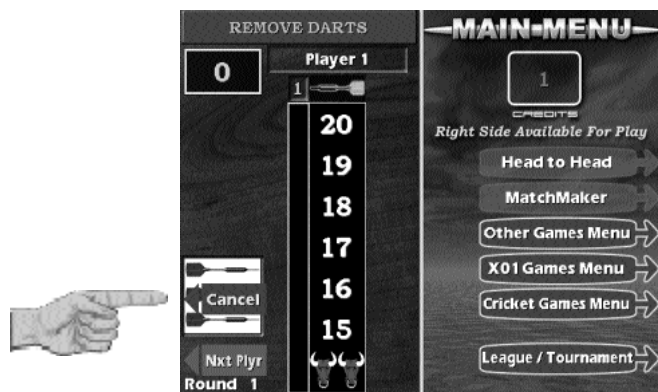 REMOVE DARTS
0
Player 1
1
20
19
18
17
16
15
Cancel
Nxt Plyr
Round 1
MAIN-MENU
1
CREDITS
Right Side Available For Play
Head to Head
MatchMaker
Other Games Menu
X01 Games Menu
Cricket Games Menu
League / Tournament